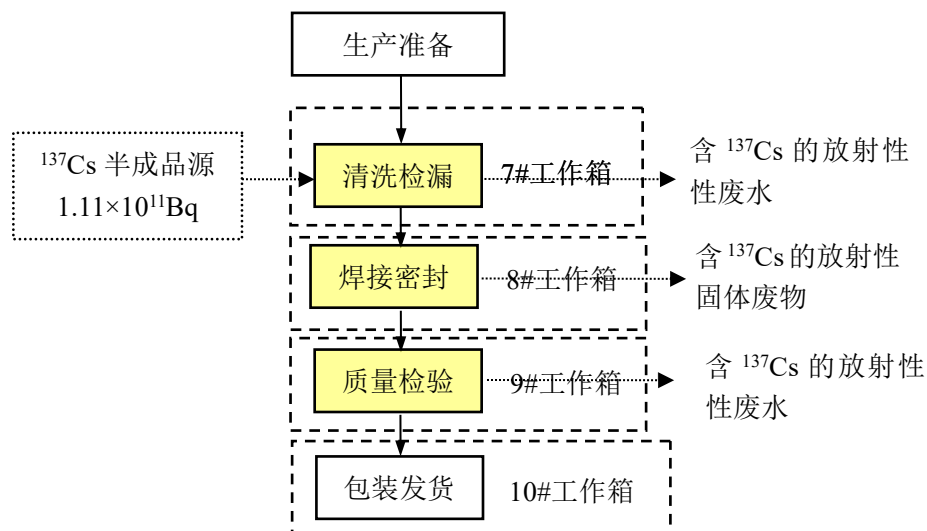 生产准备
¹³⁷Cs 半成品源
1.11×10¹¹Bq
清洗检漏
7#工作箱
含 ¹³⁷Cs 的放射性
性废水
焊接密封
8#工作箱
含 ¹³⁷Cs 的放射性
固体废物
质量检验
9#工作箱
含 ¹³⁷Cs 的放射性
性废水
包装发货
10#工作箱